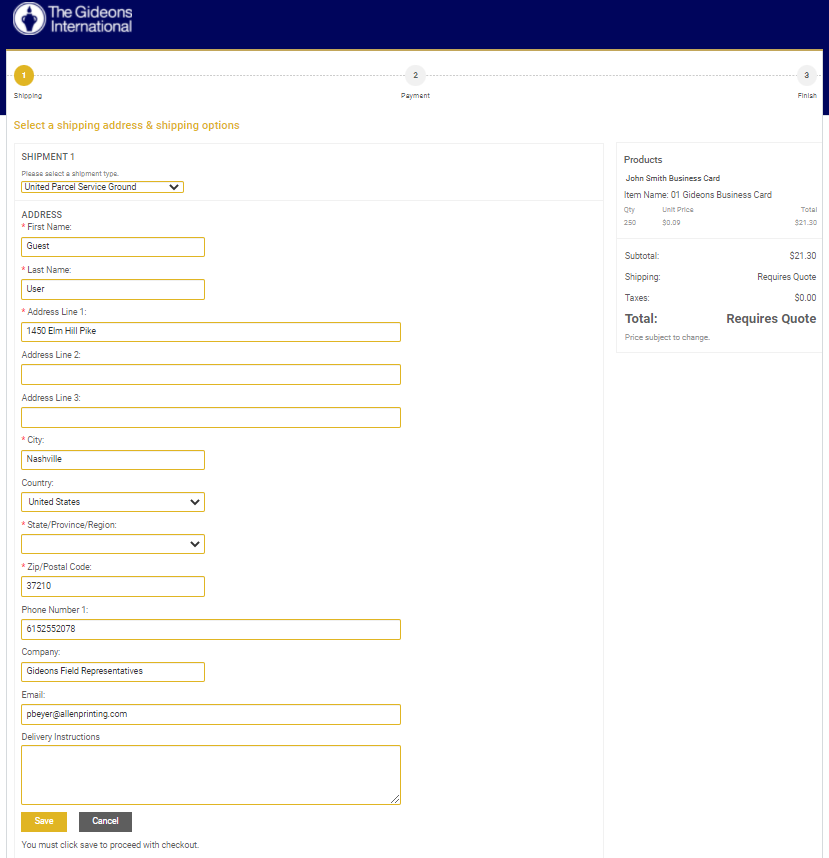 The Gideons
International
1
2
3
Shipping
Payment
Finish
Select a shipping address & shipping options
SHIPMENT 1
Please select a shipment type.
United Parcel Service Ground
ADDRESS
* First Name:
Guest
* Last Name:
User
* Address Line 1:
1450 Elm Hill Pike
Address Line 2:
Address Line 3:
* City:
Nashville
Country:
United States
* State/Province/Region:
* Zip/Postal Code:
37210
Phone Number 1:
6152552078
Company:
Gideons Field Representatives
Email:
pbeyer@allenprinting.com
Delivery Instructions
Save
Cancel
You must click save to proceed with checkout.
Products
John Smith Business Card
Item Name: 01 Gideons Business Card
Qty Unit Price Total
250 $0.09 $21.30
Subtotal: $21.30
Shipping: Requires Quote
Taxes: $0.00
Total: Requires Quote
Price subject to change.